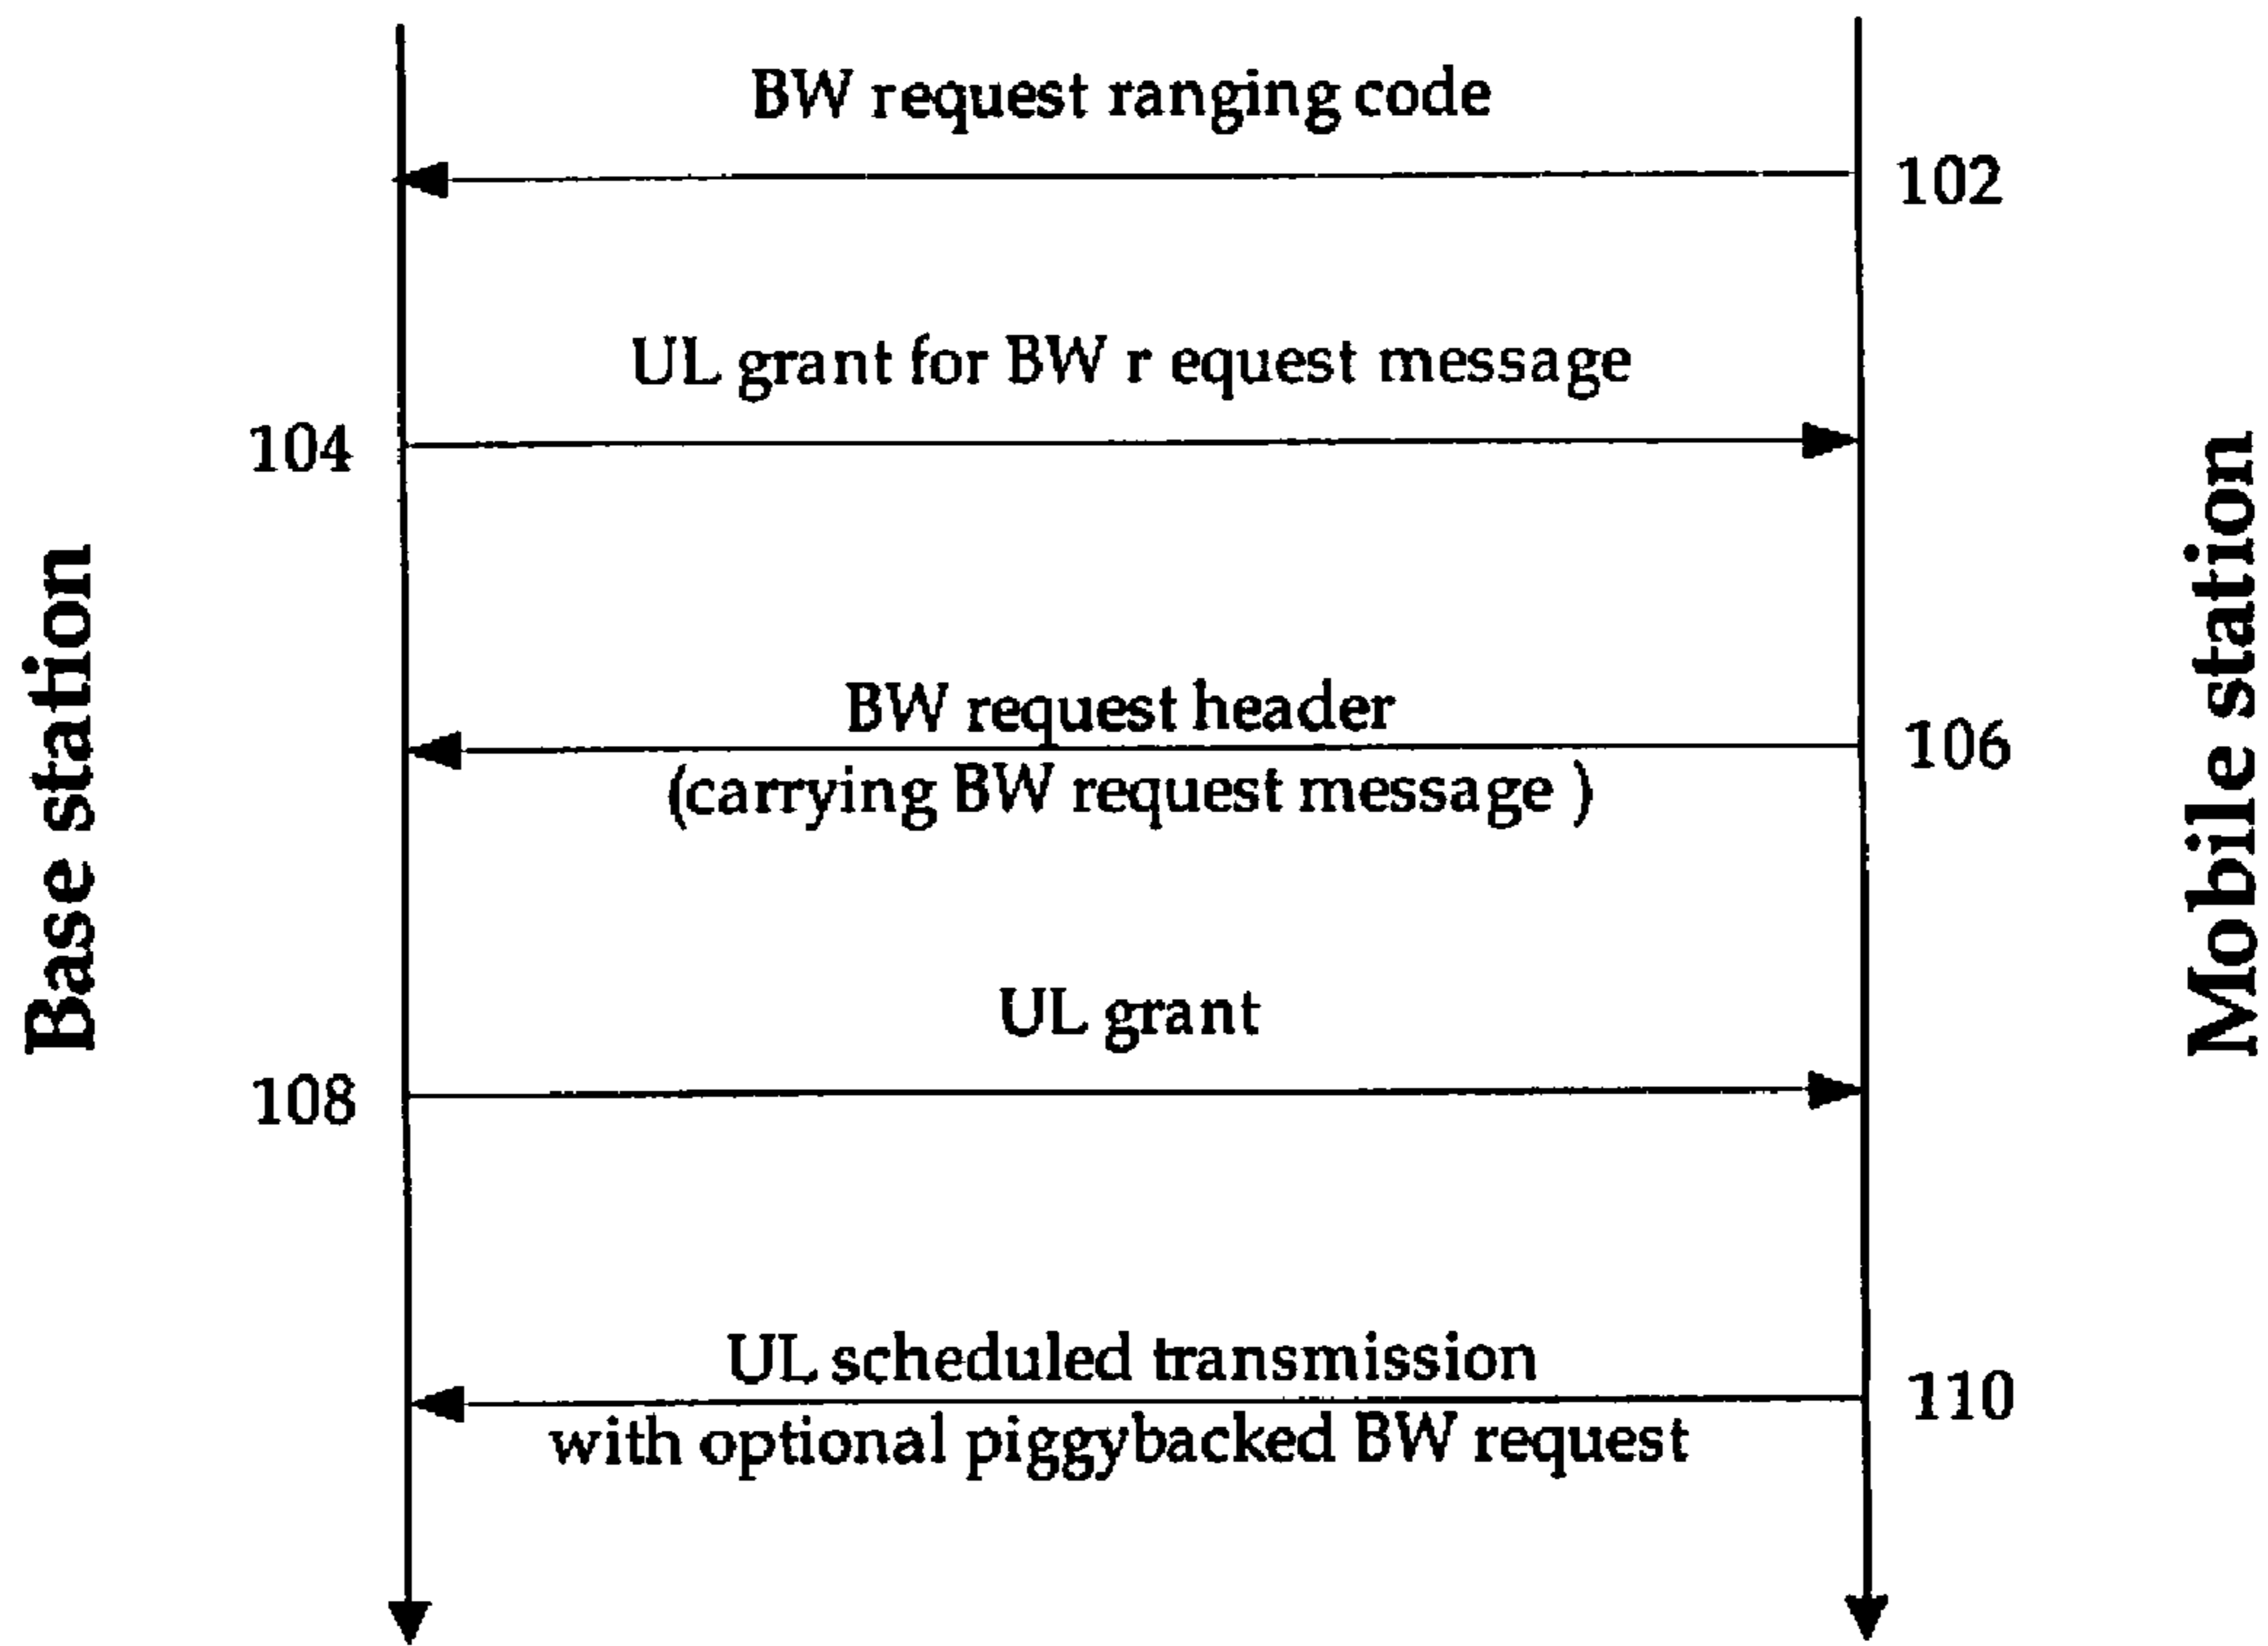 BW request ranging code
102
UL grant for BW r equest message
104
BW request header
106
(carrying BW request message )
UL grant
108
UL scheduled transmission
110
with optional piggybacked BW request
Base station
Mobile station